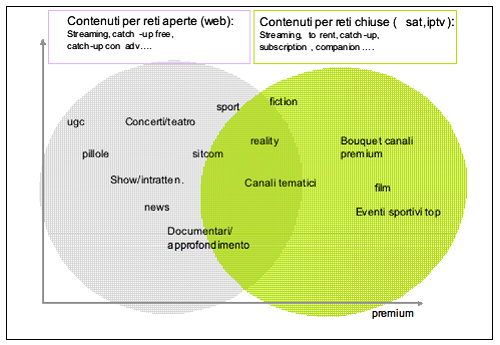 Contenuti per reti aperte (web):
Streaming, catch -up free,
catch-up con adv....
Contenuti per reti chiuse ( sat,iptv):
Streaming, to rent, catch-up,
subscription , companion ....
fiction
sport
ugc
Concerti/teatro
reality
Bouquet canali
premium
pillole
sitcom
Show/intratten.
Canali tematici
film
news
Eventi sportivi top
Documentari/
approfondimento
premium